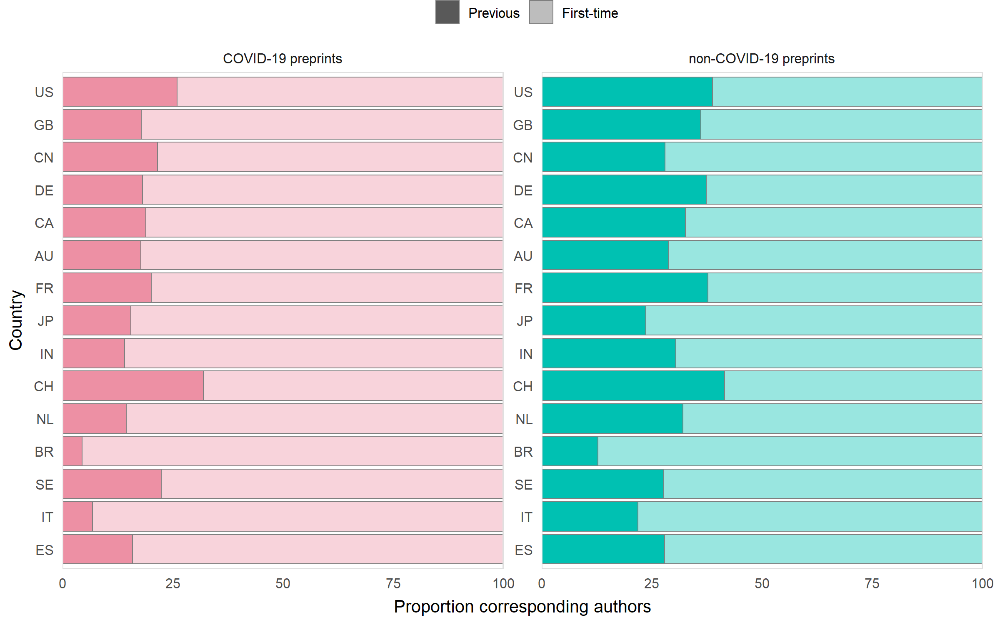 Previous First-time
COVID-19 preprints non-COVID-19 preprints
US US
GB GB
CN CN
DE DE
CA CA
AU AU
FR FR
JP JP
IN IN
CH CH
NL NL
BR BR
SE SE
IT IT
ES ES
Country
0 25 50 75 100 0 25 50 75 100
Proportion corresponding authors